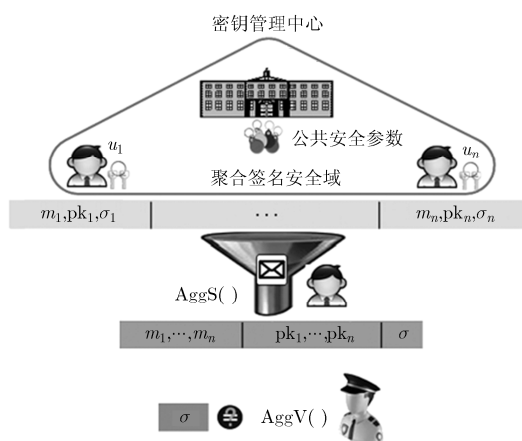 密钥管理中心
公共安全参数
u₁
uₙ
聚合签名安全域
m₁,pk₁,σ₁ ⋯ mₙ,pkₙ,σₙ
AggS( )
m₁,⋯,mₙ pk₁,⋯,pkₙ σ
σ AggV( )